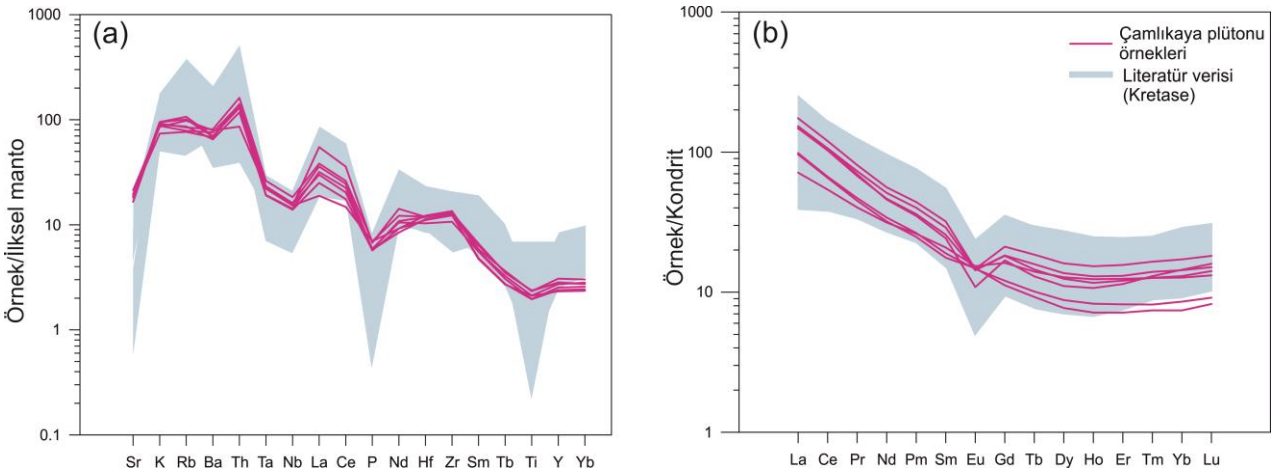 (a)
1000
100
10
1
0.1
Örnek/İlksel manto
Sr K Rb Ba Th Ta Nb La Ce P Nd Hf Zr Sm Tb Ti Y Yb
(b)
1000
100
10
1
Örnek/Kondrit
Çamlıkaya plütonu
örnekleri
Literatür verisi
(Kretase)
La Ce Pr Nd Pm Sm Eu Gd Tb Dy Ho Er Tm Yb Lu